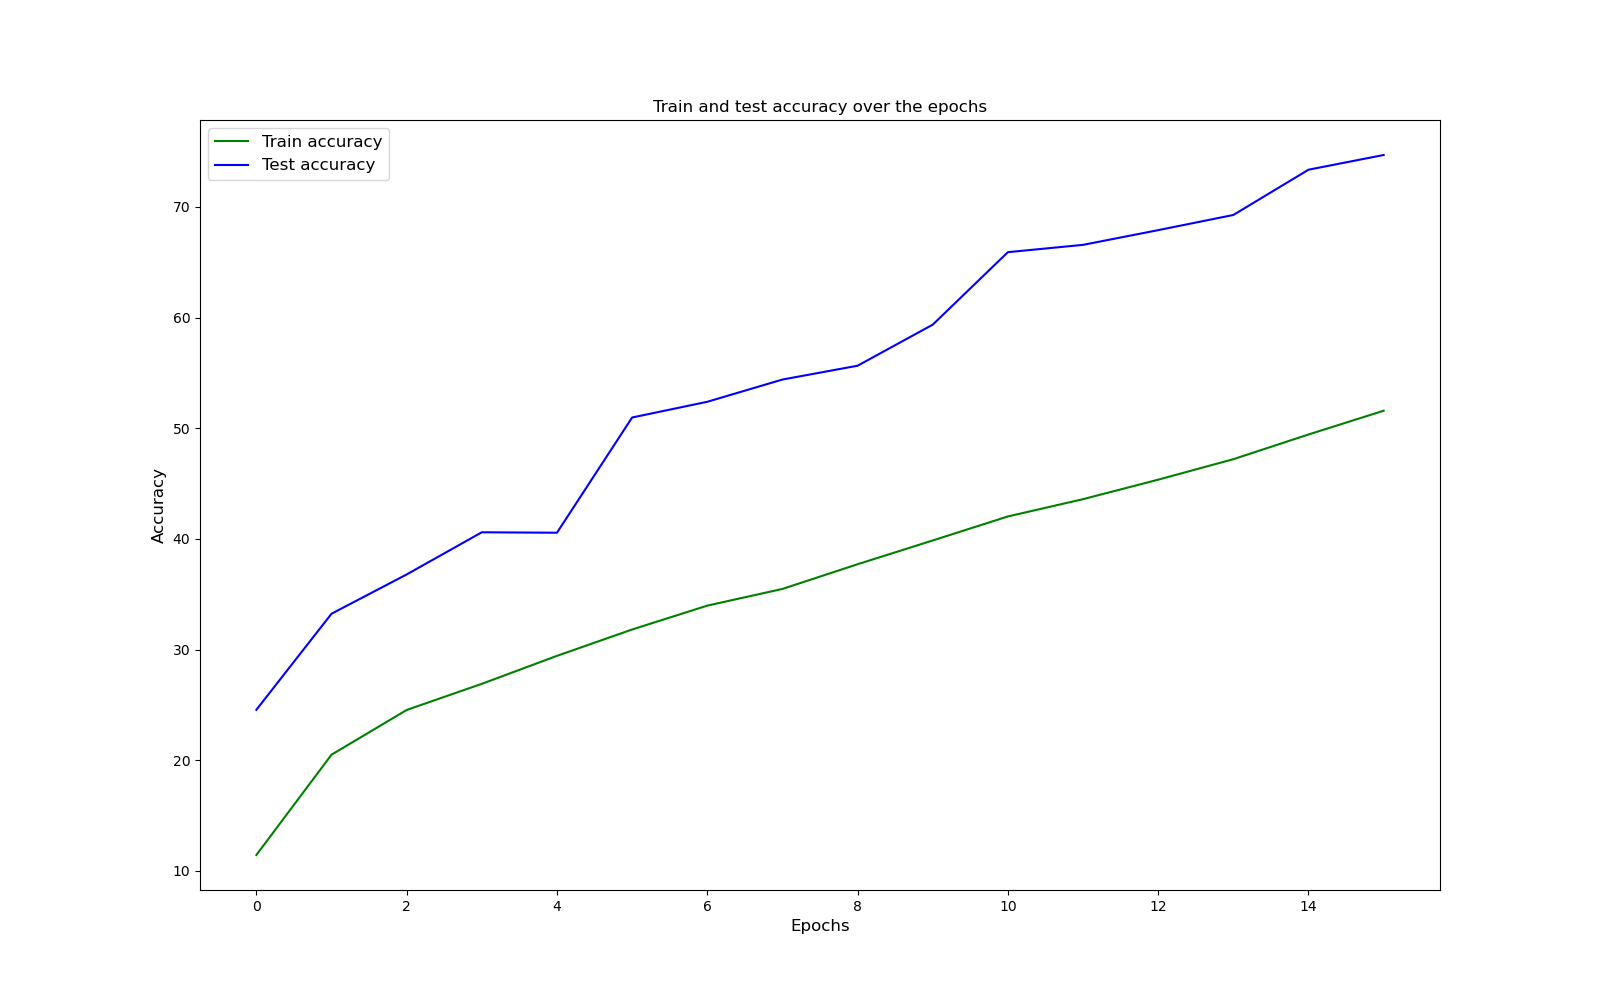 Train and test accuracy over the epochs
Train accuracy
Test accuracy
70
60
50
40
30
20
10
Accuracy
0 2 4 6 8 10 12 14
Epochs